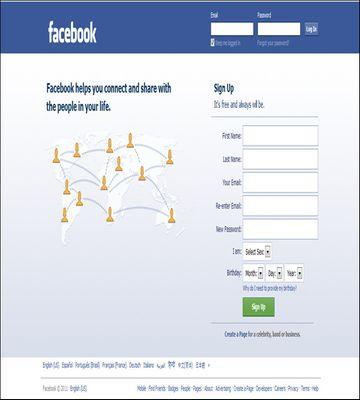 facebook
Email
Password
Log In
Keep me logged in
Forgot your password?
Facebook helps you connect and share with
the people in your life.
Sign Up
It's free and always will be.
First Name:
Last Name:
Your Email:
Re-enter Email:
New Password:
I am: Select Sex:
Birthday: Month: Day: Year:
Why do I need to provide my birthday?
Sign Up
Create a Page for a celebrity, band or business.
English (US) Español Português (Brasil) Français (France) Deutsch Italiano العربية हिन्दी 中文(简体) 日本語 »
Facebook © 2011 English (US)
Mobile Find Friends Badges People Pages About Advertising Create a Page Developers Careers Privacy Terms Help